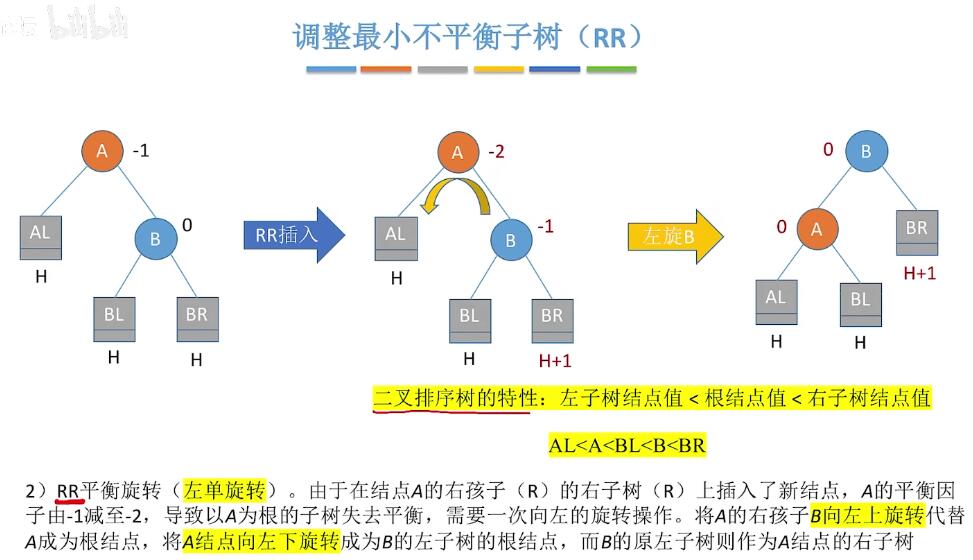 调整最小不平衡子树（RR）
A -1
A -2
0 B
AL
B 0
RR插入
AL
B -1
左旋B
0 A
BR
H
H
H+1
BL
BR
BL
BR
AL
BL
H
H
H
H+1
H
H
二叉排序树的特性：左子树结点值 < 根结点值 < 右子树结点值
AL<A<BL<B<BR
2）RR平衡旋转（左单旋转）。由于在结点A的右孩子（R）的右子树（R）上插入了新结点，A的平衡因
子由-1减至-2，导致以A为根的子树失去平衡，需要一次向左的旋转操作。将A的右孩子B向左上旋转代替
A成为根结点，将A结点向左下旋转成为B的左子树的根结点，而B的原左子树则作为A结点的右子树